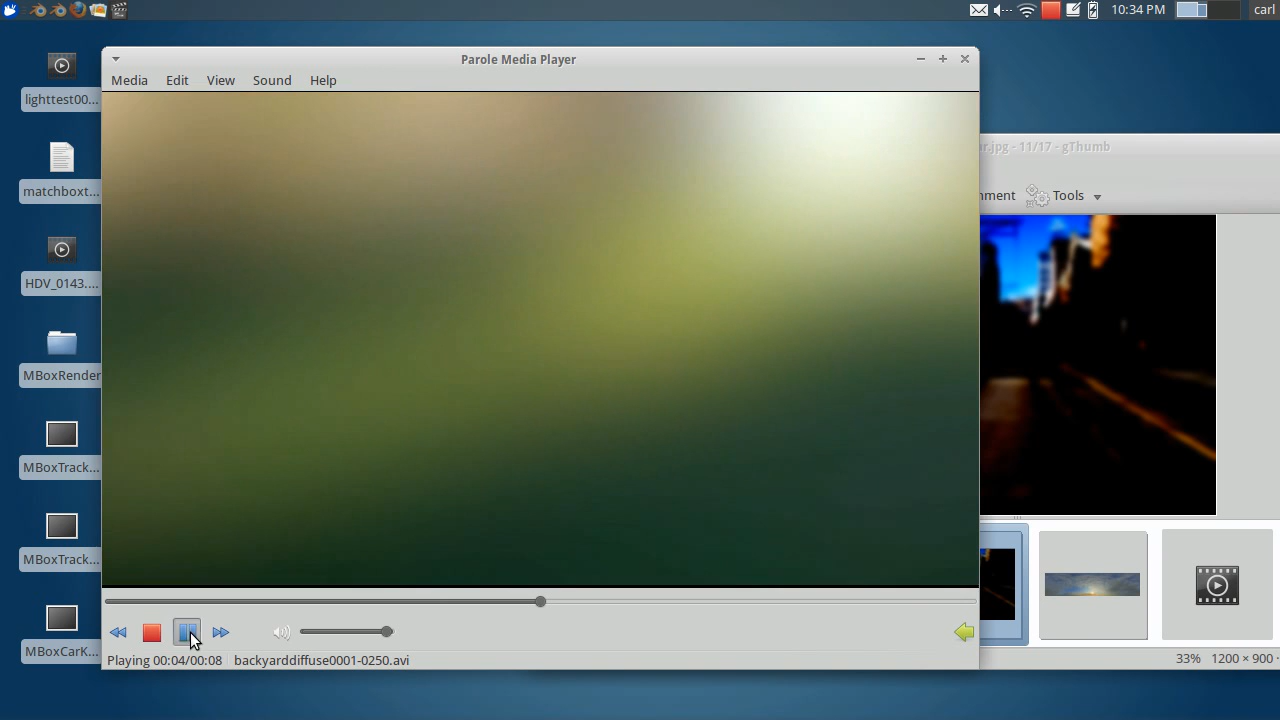 10:34 PM
carl
lighttest00...
matchboxt...
HDV_0143....
MBoxRender
MBoxTrack...
MBoxTrack...
MBoxCarK...
Parole Media Player
Media Edit View Sound Help
Playing 00:04/00:08 backyarddiffuse0001-0250.avi
r.jpg - 11/17 - gThumb
Tools
33% 1200 × 900